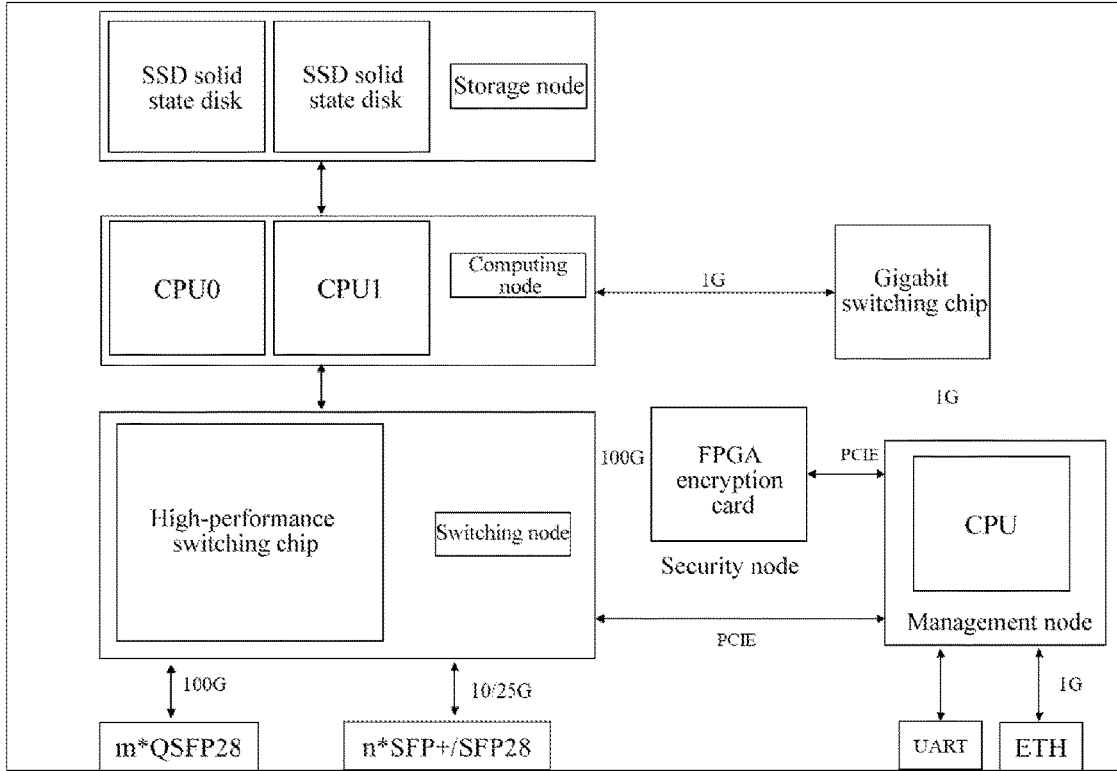 SSD solid
state disk
SSD solid
state disk
Storage node
CPU0
CPU1
Computing
node
1G
Gigabit
switching chip
1G
High-performance
switching chip
Switching node
100G
FPGA
encryption
card
Security node
PCIE
CPU
Management node
PCIE
100G
10/25G
1G
m*QSFP28
n*SFP+/SFP28
UART
ETH